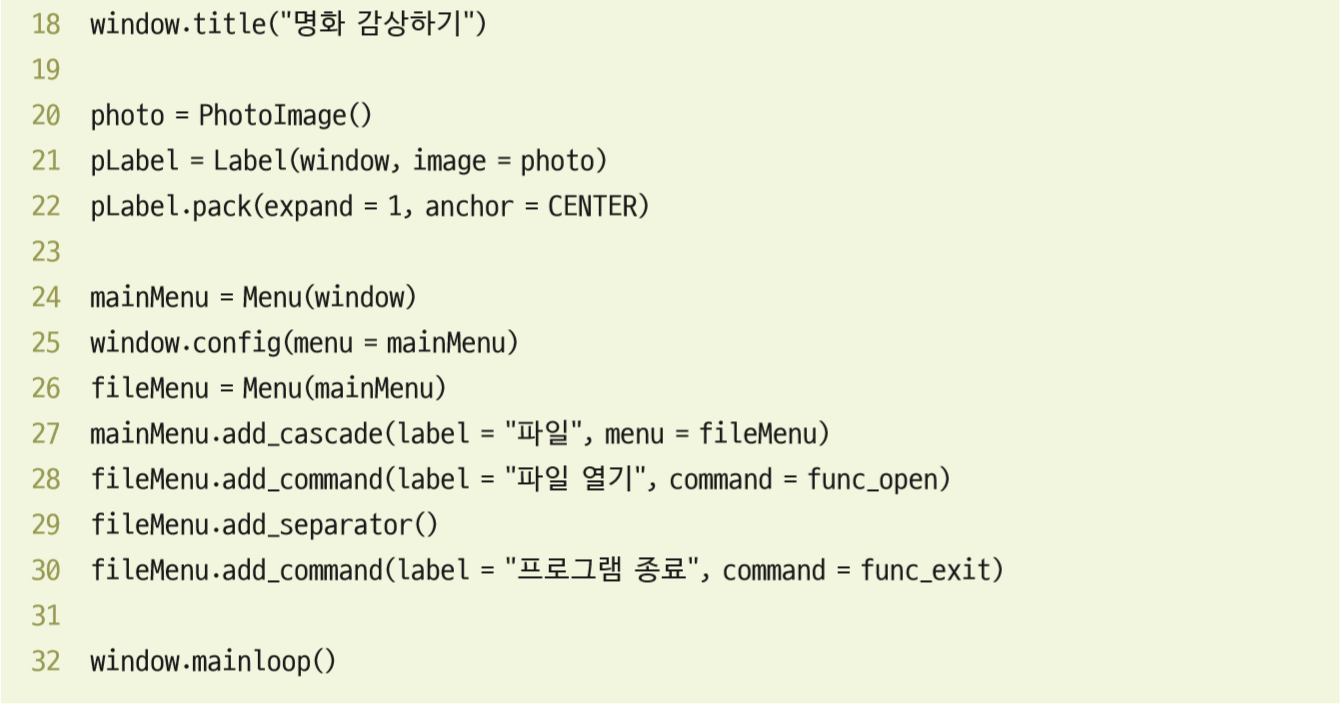 18 window.title("명화 감상하기")
19
20 photo = PhotoImage()
21 pLabel = Label(window, image = photo)
22 pLabel.pack(expand = 1, anchor = CENTER)
23
24 mainMenu = Menu(window)
25 window.config(menu = mainMenu)
26 fileMenu = Menu(mainMenu)
27 mainMenu.add_cascade(label = "파일", menu = fileMenu)
28 fileMenu.add_command(label = "파일 열기", command = func_open)
29 fileMenu.add_separator()
30 fileMenu.add_command(label = "프로그램 종료", command = func_exit)
31
32 window.mainloop()